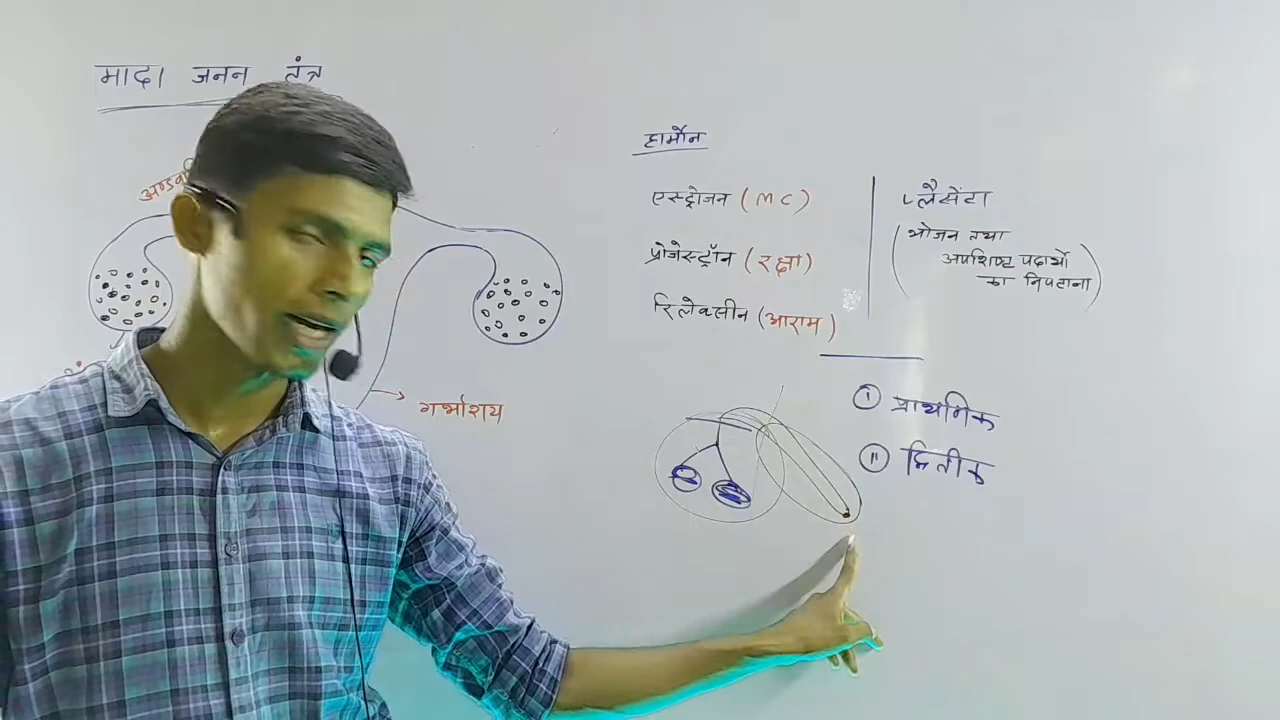 मादा जनन तंत्र
हार्मोन
एस्ट्रोजन (MC)
प्रोजेस्ट्रॉन (रक्षा)
रिलेक्सीन (आराम)
प्लैसेंटा
(भोजन तथा
अपशिष्ट पदार्थो
का निपटाना)
गर्भाशय
① प्राथमिक
② द्वितीक